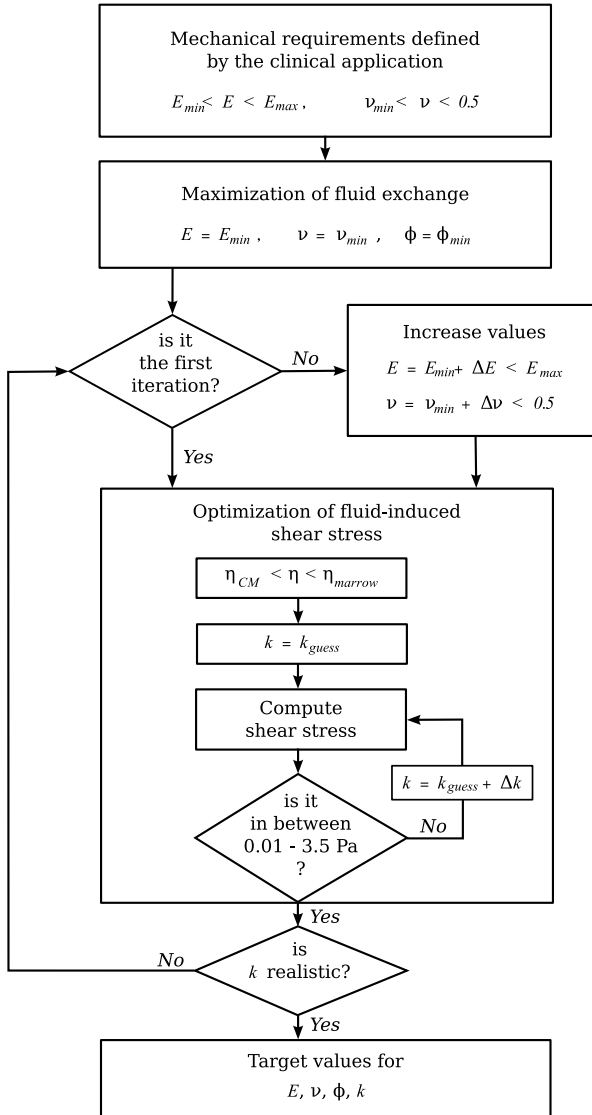 Mechanical requirements defined
by the clinical application
E_min < E < E_max ,    ν_min < ν < 0.5
Maximization of fluid exchange
E = E_min ,    ν = ν_min ,    ϕ = ϕ_min
is it
the first
iteration?
No
Increase values
E = E_min + ΔE < E_max
ν = ν_min + Δν < 0.5
Yes
Optimization of fluid-induced
shear stress
η_CM < η < η_marrow
k = k_guess
Compute
shear stress
k = k_guess + Δk
is it
in between
0.01 - 3.5 Pa
?
No
Yes
is
k realistic?
No
Yes
Target values for
E, ν, ϕ, k